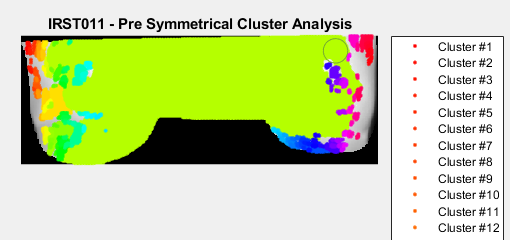 IRST011 - Pre Symmetrical Cluster Analysis
Cluster #1
Cluster #2
Cluster #3
Cluster #4
Cluster #5
Cluster #6
Cluster #7
Cluster #8
Cluster #9
Cluster #10
Cluster #11
Cluster #12